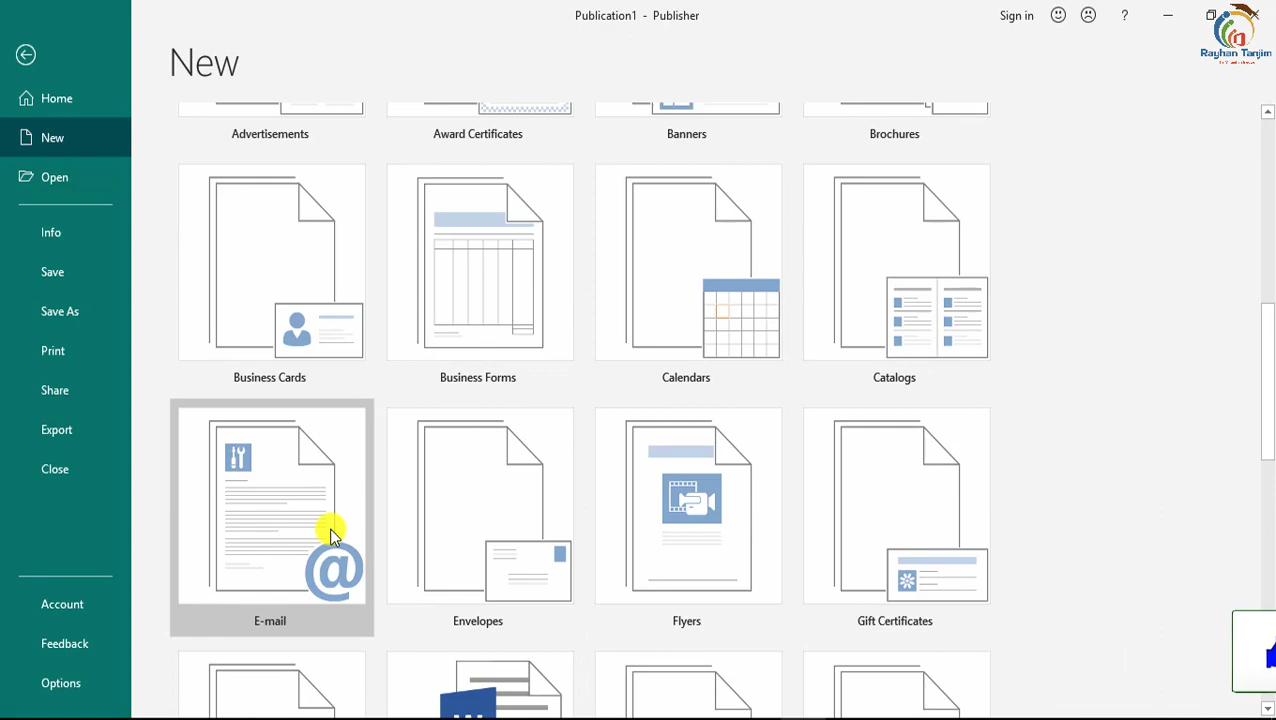 Publication1 - Publisher
Sign in
?
Rayhan Tanjim
New
Home
New
Open
Info
Save
Save As
Print
Share
Export
Close
Account
Feedback
Options
Advertisements
Award Certificates
Banners
Brochures
Business Cards
Business Forms
Calendars
Catalogs
@
E-mail
Envelopes
Flyers
Gift Certificates